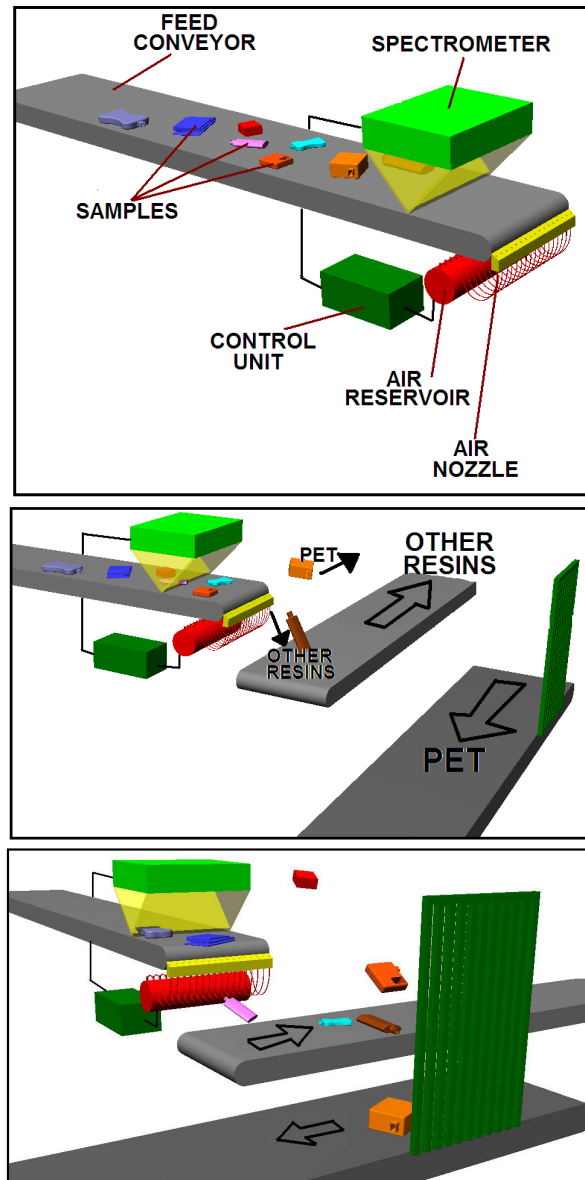 FEED
CONVEYOR
SPECTROMETER
SAMPLES
CONTROL
UNIT
AIR
RESERVOIR
AIR
NOZZLE
PET
OTHER
RESINS
OTHER
RESINS
PET